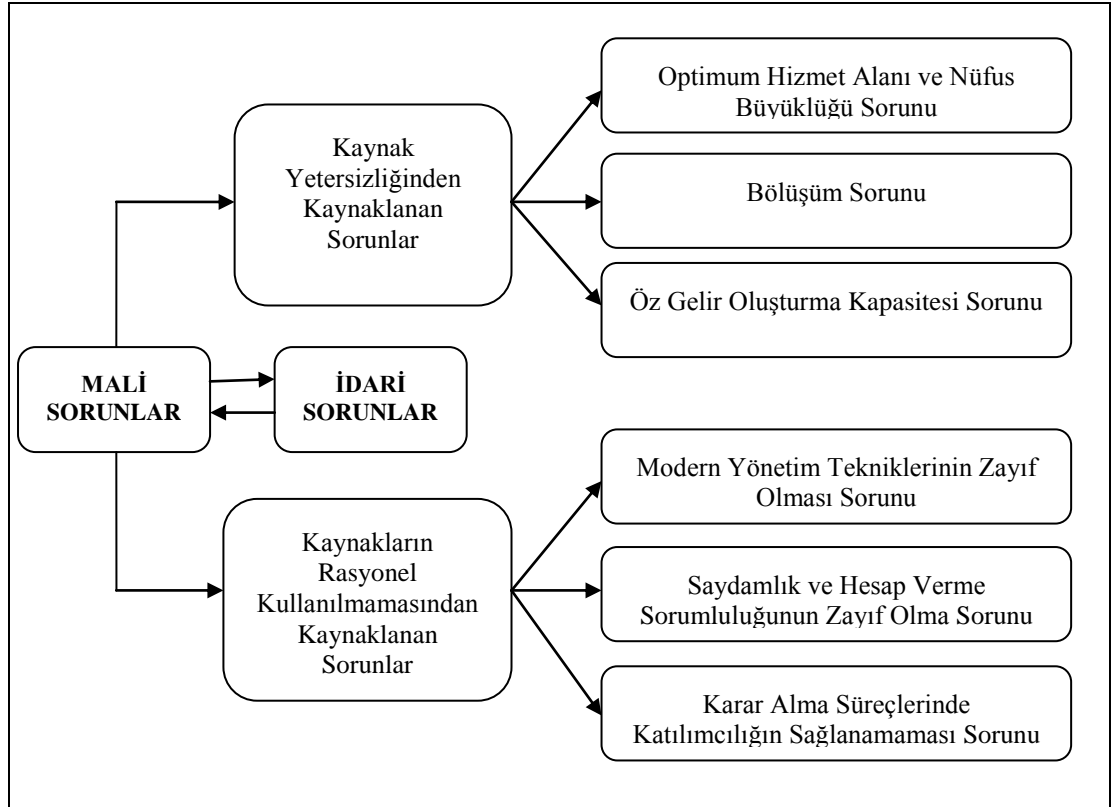 Optimum Hizmet Alanı ve Nüfus
Büyüklüğü Sorunu
Kaynak
Yetersizliğinden
Kaynaklanan
Sorunlar
Bölüşüm Sorunu
Öz Gelir Oluşturma Kapasitesi Sorunu
MALİ
SORUNLAR
İDARİ
SORUNLAR
Modern Yönetim Tekniklerinin Zayıf
Olması Sorunu
Kaynakların
Rasyonel
Kullanılmamasından
Kaynaklanan
Sorunlar
Saydamlık ve Hesap Verme
Sorumluluğunun Zayıf Olma Sorunu
Karar Alma Süreçlerinde
Katılımcılığın Sağlanamaması Sorunu